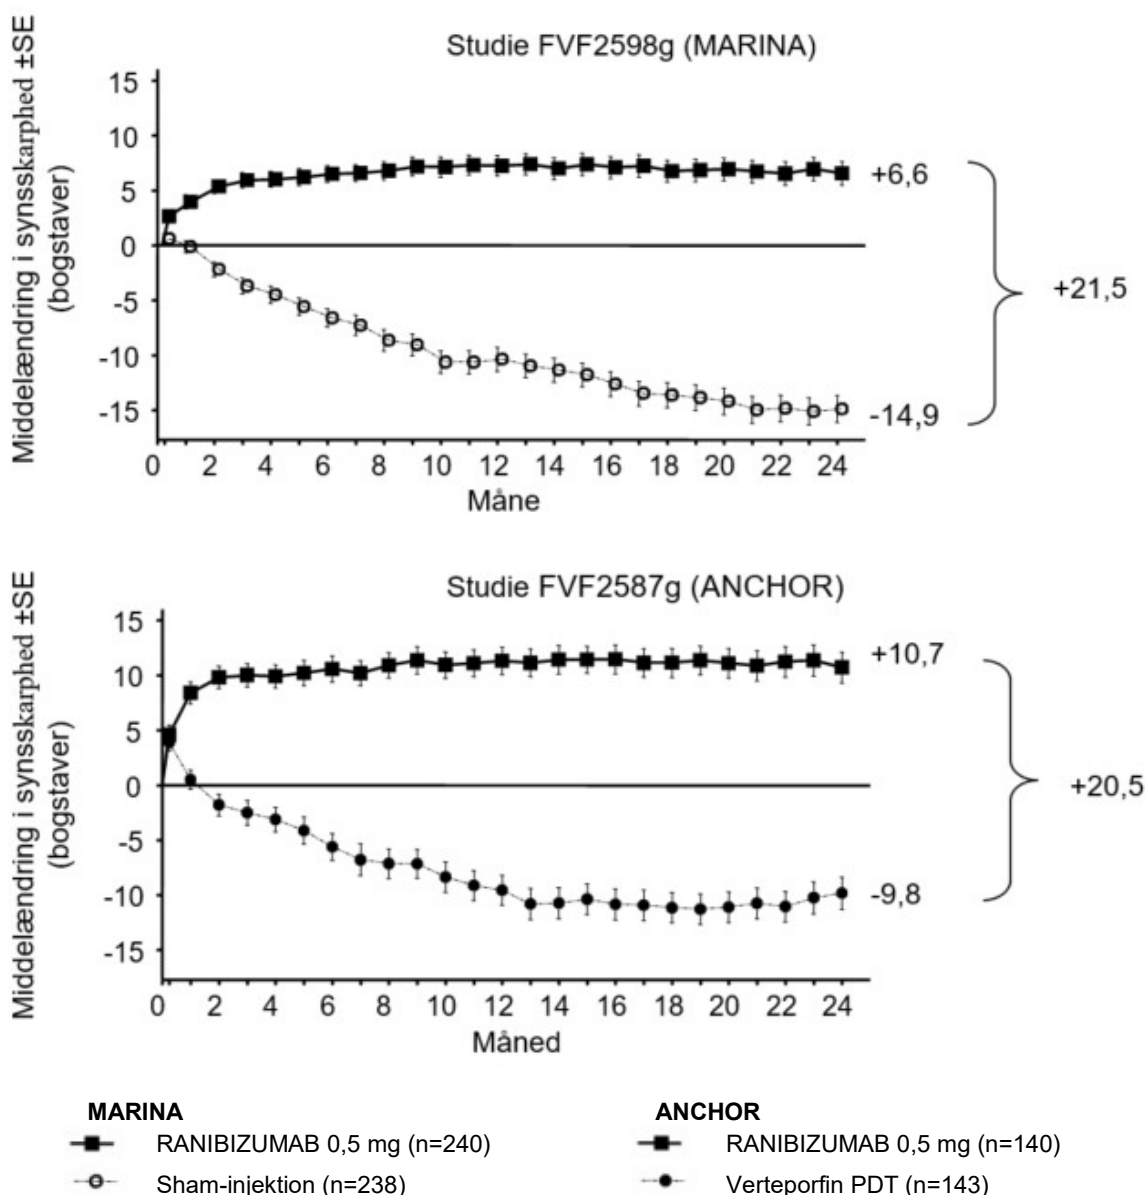 Studie FVF2598g (MARINA)
Middelændring i synsskarphed ±SE
(bogstaver)
15
10
5
0
-5
-10
-15
+6,6
-14,9
+21,5
0 2 4 6 8 10 12 14 16 18 20 22 24
Måne
Studie FVF2587g (ANCHOR)
Middelændring i synsskarphed ±SE
(bogstaver)
15
10
5
0
-5
-10
-15
+10,7
-9,8
+20,5
0 2 4 6 8 10 12 14 16 18 20 22 24
Måned
MARINA
RANIBIZUMAB 0,5 mg (n=240)
Sham-injektion (n=238)
ANCHOR
RANIBIZUMAB 0,5 mg (n=140)
Verteporfin PDT (n=143)